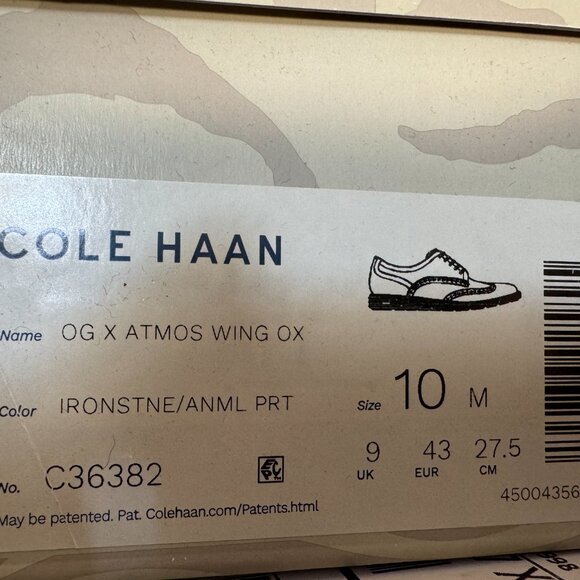 COLE HAAN
Name OG X ATMOS WING OX
Color IRONSTNE/ANML PRT
Size 10 M
No. C36382
9 UK 43 EUR 27.5 CM
45004356
May be patented. Pat. Colehaan.com/Patents.html